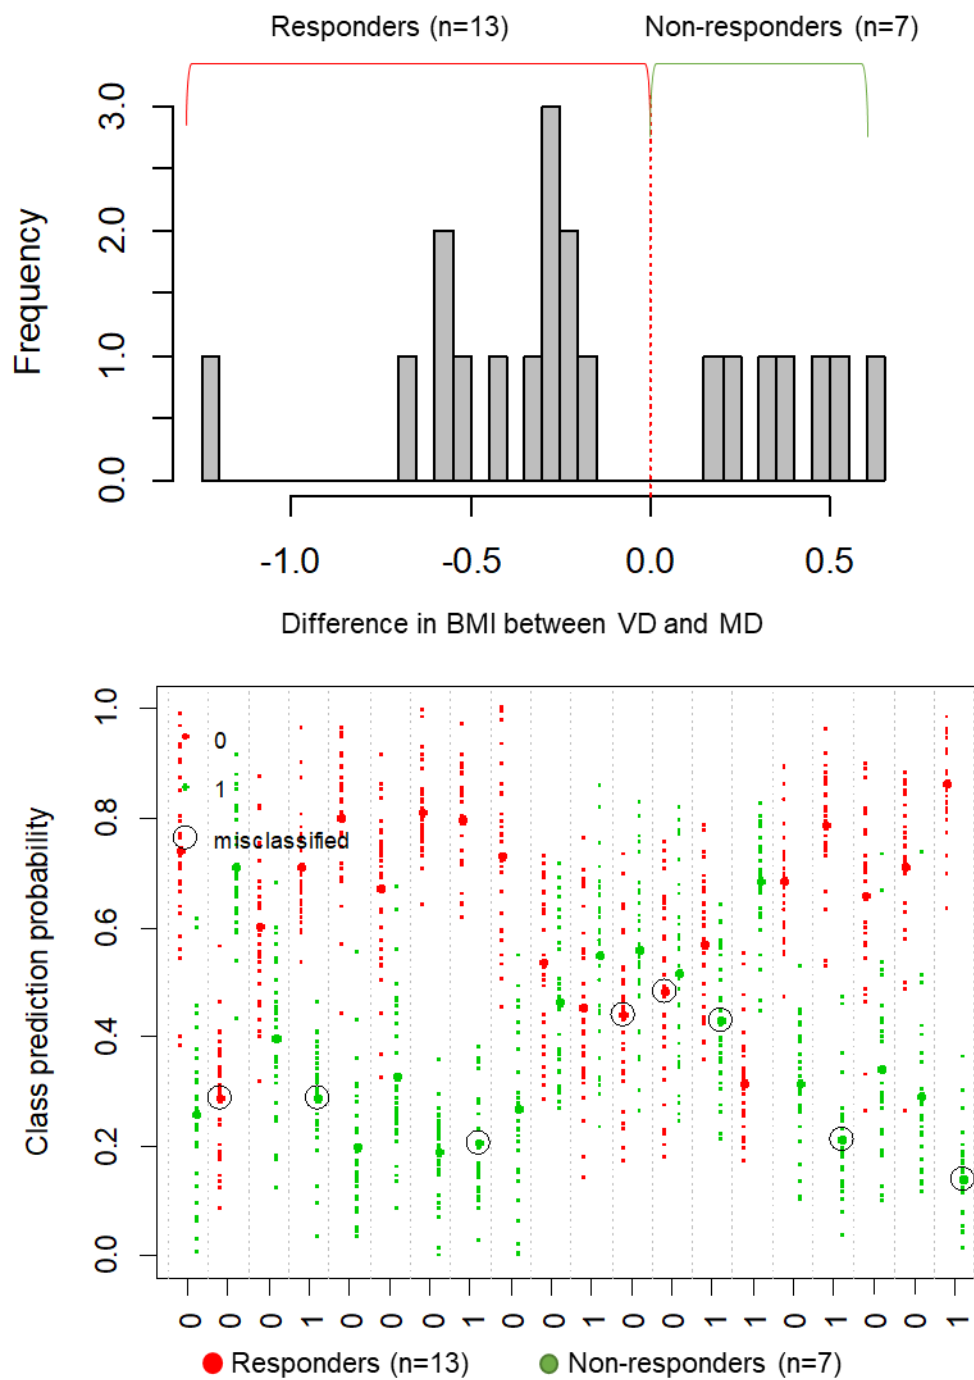 Responders (n=13) Non-responders (n=7)
Frequency
3.0
2.0
1.0
0.0
-1.0 -0.5 0.0 0.5
Difference in BMI between VD and MD
Class prediction probability
1.0
0.8
0.6
0.4
0.2
0.0
0
1
misclassified
0 0 0 1 0 0 0 1 0 0 1 0 0 1 1 0 1 0 0 1
Responders (n=13) Non-responders (n=7)